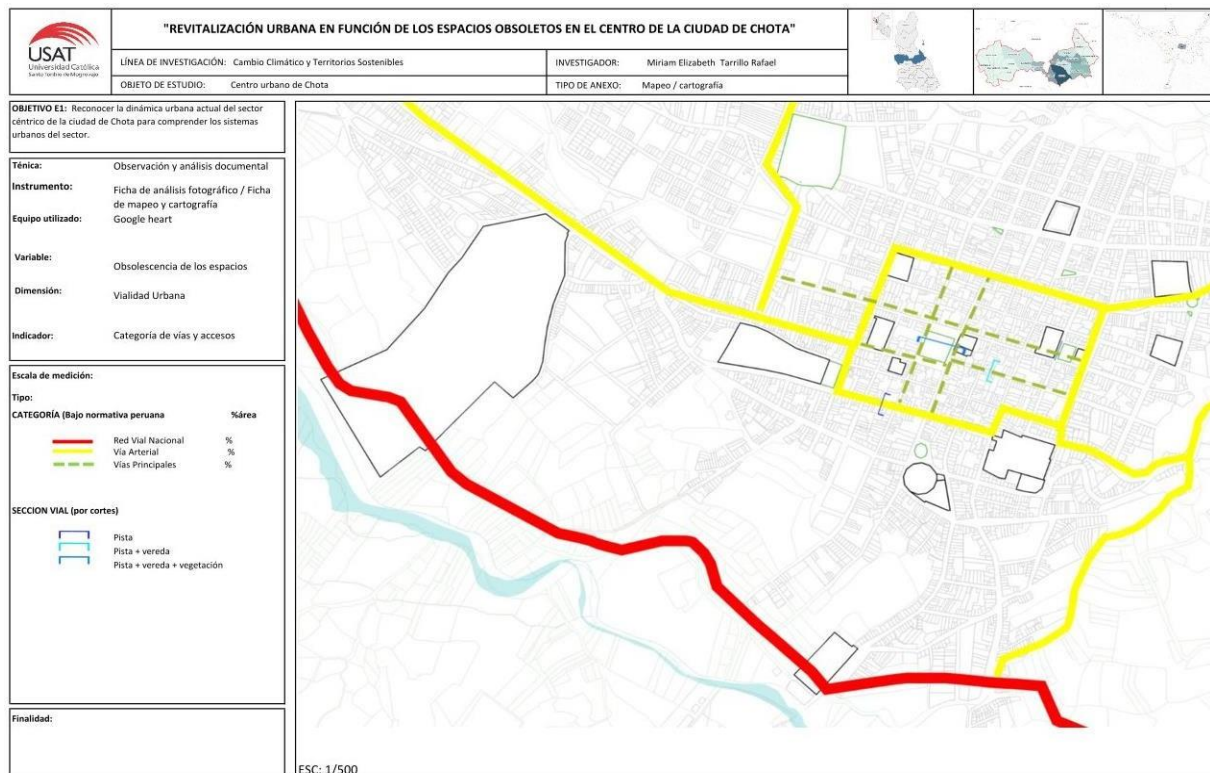 USAT
Universidad Católica
Santo Toribio de Mogrovejo
"REVITALIZACIÓN URBANA EN FUNCIÓN DE LOS ESPACIOS OBSOLETOS EN EL CENTRO DE LA CIUDAD DE CHOTA"
LÍNEA DE INVESTIGACIÓN: Cambio Climático y Territorios Sostenibles
INVESTIGADOR: Miriam Elizabeth Tarrillo Rafael
OBJETO DE ESTUDIO: Centro urbano de Chota
TIPO DE ANEXO: Mapeo / cartografía
OBJETIVO E1: Reconocer la dinámica urbana actual del sector
céntrico de la ciudad de Chota para comprender los sistemas
urbanos del sector.
Ténica: Observación y análisis documental
Instrumento: Ficha de análisis fotográfico / Ficha
de mapeo y cartografía
Equipo utilizado: Google heart
Variable: Obsolescencia de los espacios
Dimensión: Vialidad Urbana
Indicador: Categoría de vías y accesos
Escala de medición:
Tipo:
CATEGORÍA (Bajo normativa peruana %área
Red Vial Nacional %
Vía Arterial %
Vías Principales %
SECCION VIAL (por cortes)
Pista
Pista + vereda
Pista + vereda + vegetación
Finalidad:
ESC: 1/500